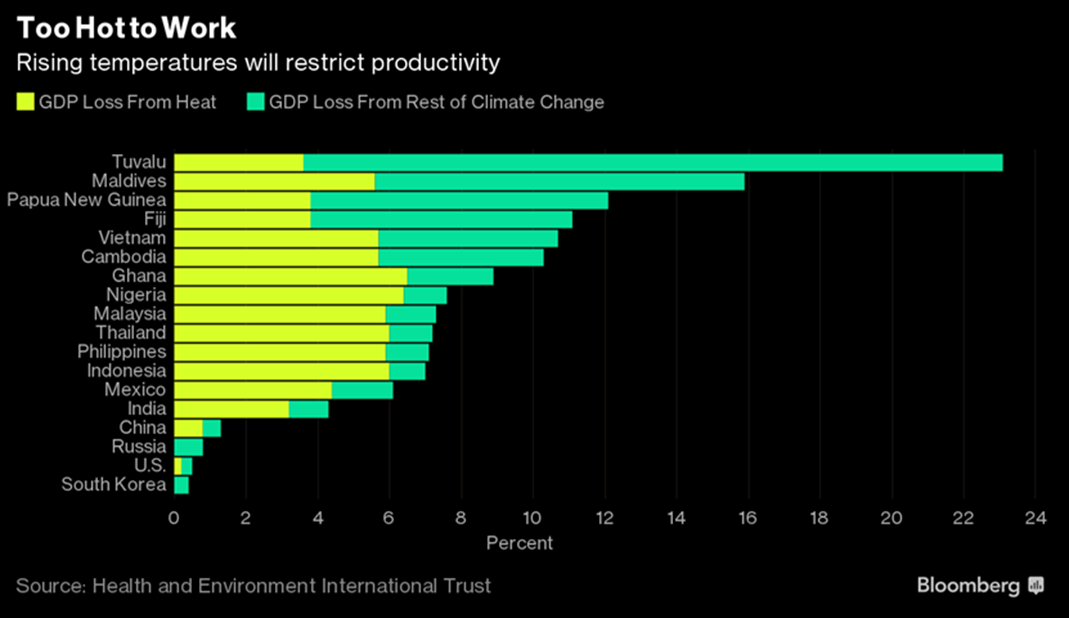 Too Hot to Work
Rising temperatures will restrict productivity
GDP Loss From Heat GDP Loss From Rest of Climate Change
Tuvalu
Maldives
Papua New Guinea
Fiji
Vietnam
Cambodia
Ghana
Nigeria
Malaysia
Thailand
Philippines
Indonesia
Mexico
India
China
Russia
U.S.
South Korea
0 2 4 6 8 10 12 14 16 18 20 22 24
Percent
Source: Health and Environment International Trust
Bloomberg